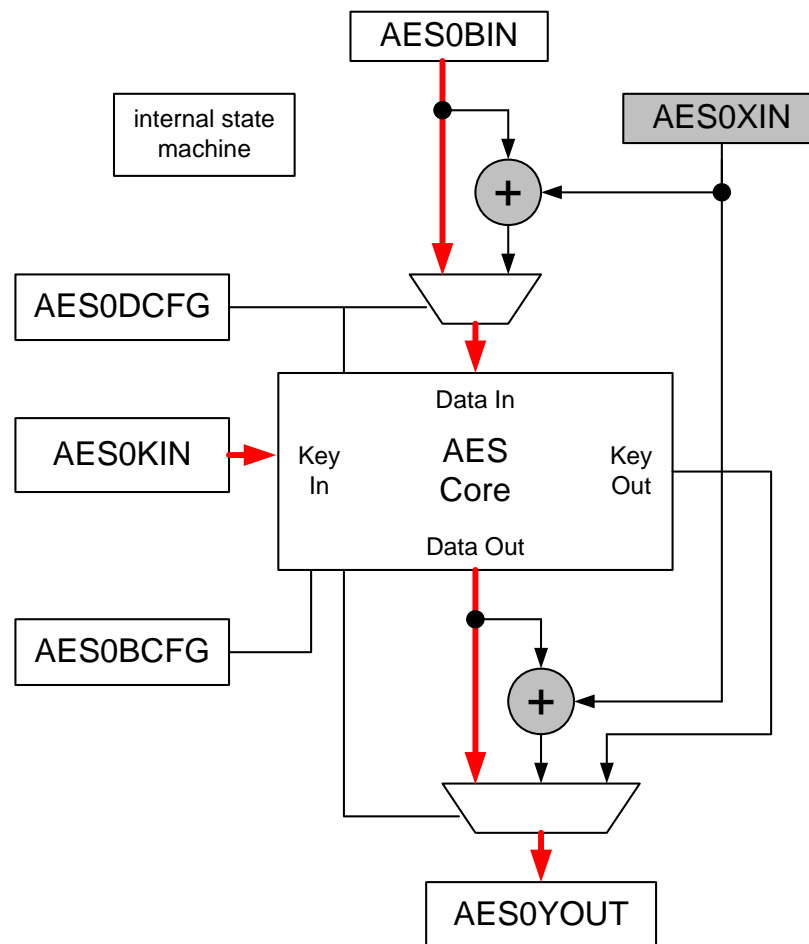 AES0BIN
internal state
machine
AES0XIN
+
AES0DCFG
Data In
AES0KIN
Key
In
AES
Core
Key
Out
Data Out
AES0BCFG
+
AES0YOUT